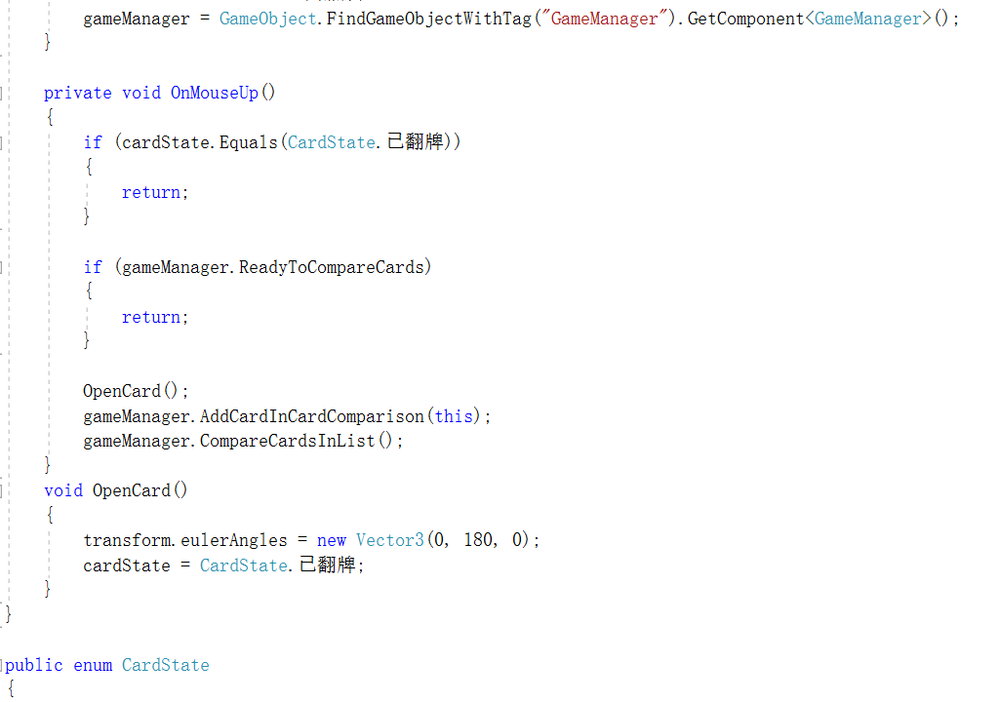 gameManager = GameObject.FindGameObjectWithTag("GameManager").GetComponent<GameManager>();
}
private void OnMouseUp()
{
if (cardState.Equals(CardState.已翻牌))
{
return;
}
if (gameManager.ReadyToCompareCards)
{
return;
}
OpenCard();
gameManager.AddCardInCardComparison(this);
gameManager.CompareCardsInList();
}
void OpenCard()
{
transform.eulerAngles = new Vector3(0, 180, 0);
cardState = CardState.已翻牌;
}
}
public enum CardState
{